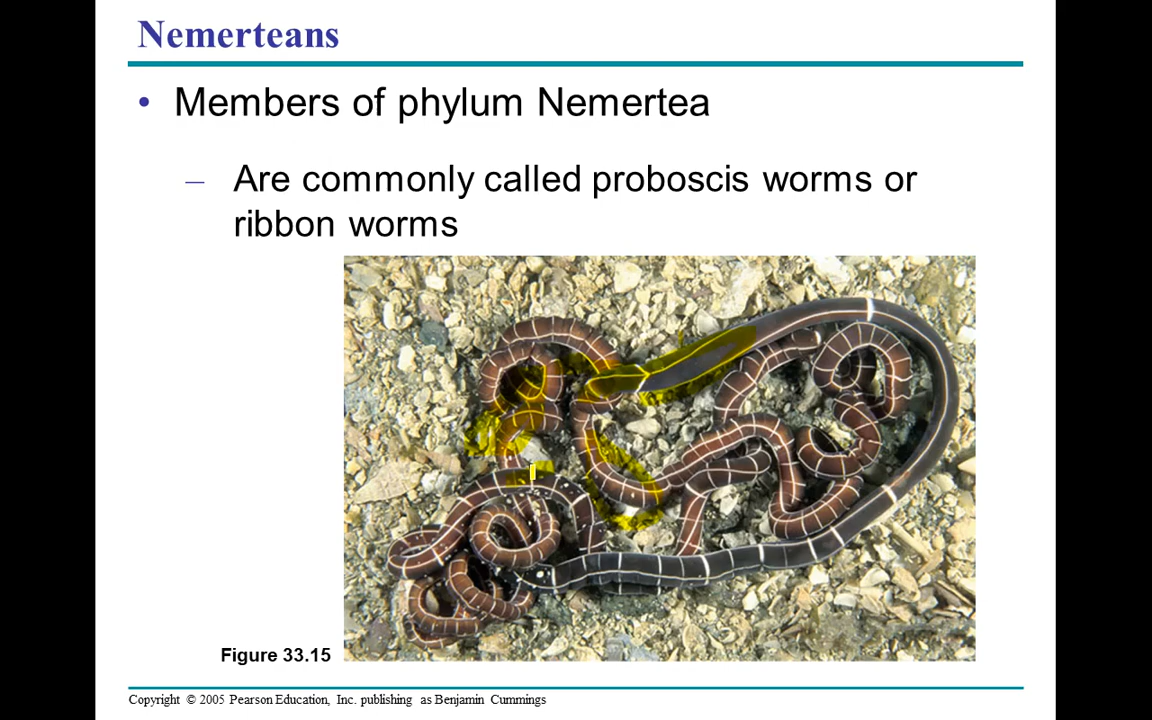 Nemerteans
• Members of phylum Nemertea
– Are commonly called proboscis worms or
ribbon worms
Figure 33.15
Copyright © 2005 Pearson Education, Inc. publishing as Benjamin Cummings